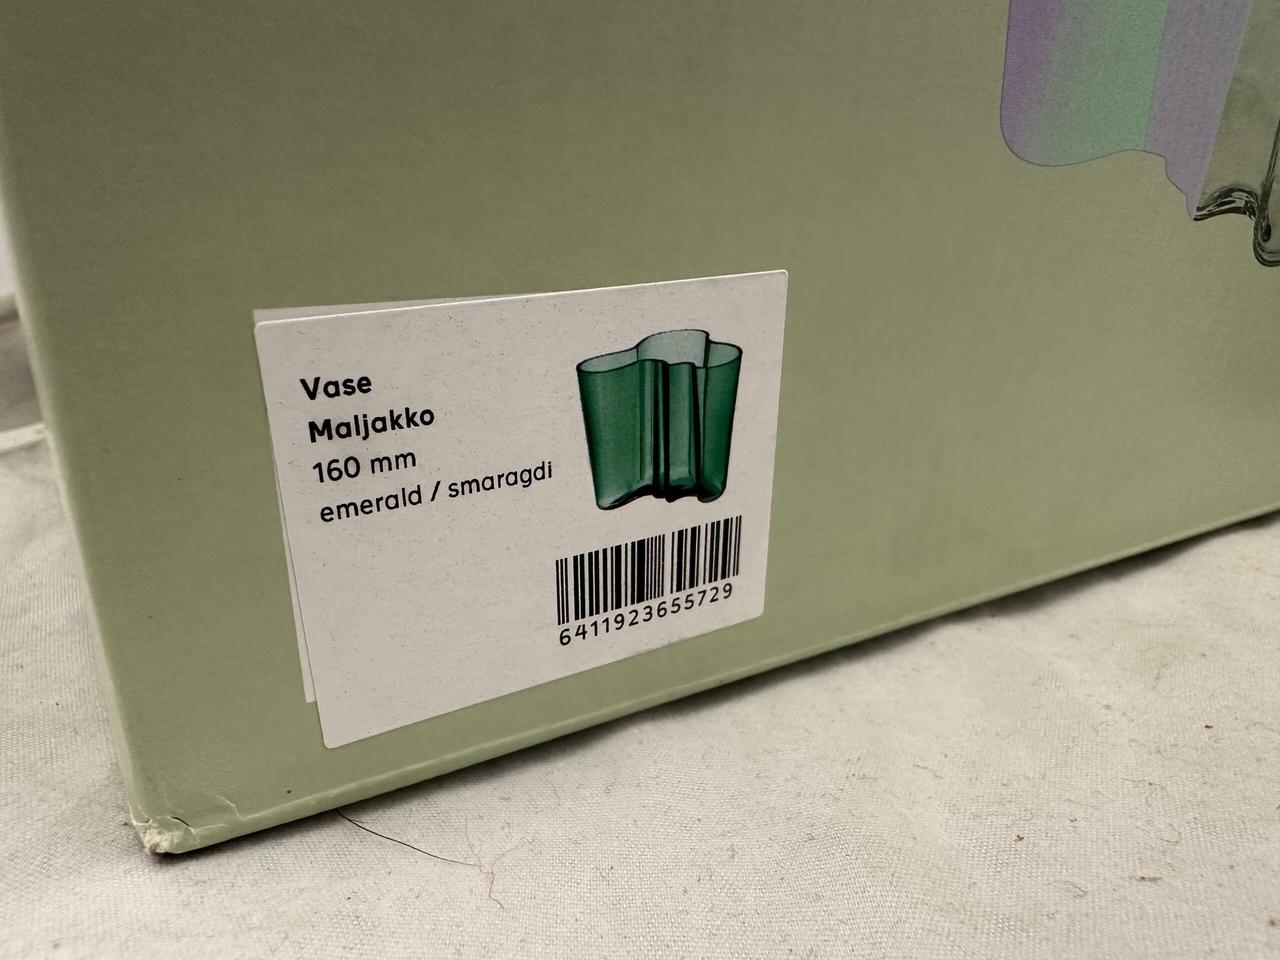 Vase
Maljakko
160 mm
emerald / smaragdi
6411923655729